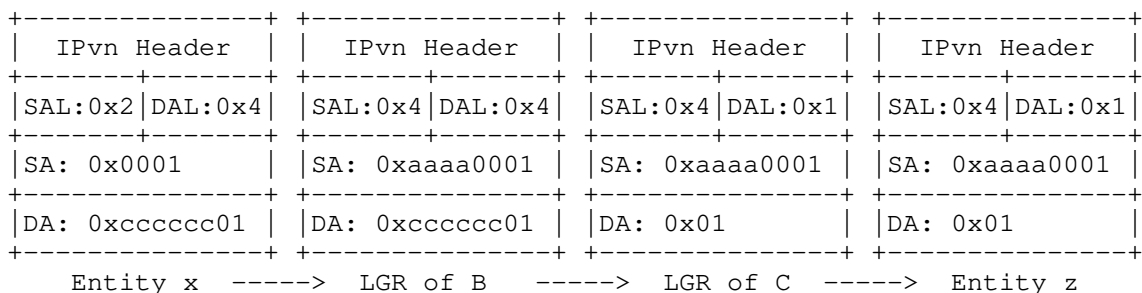 +---------------+ +---------------+ +---------------+ +---------------+
|  IPvn Header  | |  IPvn Header  | |  IPvn Header  | |  IPvn Header  |
+-------+-------+ +-------+-------+ +-------+-------+ +-------+-------+
|SAL:0x2|DAL:0x4| |SAL:0x4|DAL:0x4| |SAL:0x4|DAL:0x1| |SAL:0x4|DAL:0x1|
+-------+-------+ +-------+-------+ +-------+-------+ +-------+-------+
|SA: 0x0001     | |SA: 0xaaaa0001 | |SA: 0xaaaa0001 | |SA: 0xaaaa0001 |
+---------------+ +---------------+ +---------------+ +---------------+
|DA: 0xcccccc01 | |DA: 0xcccccc01 | |DA: 0x01       | |DA: 0x01       |
+---------------+ +---------------+ +---------------+ +---------------+
    Entity x  ----->  LGR of B   ----->  LGR of C  ----->  Entity z